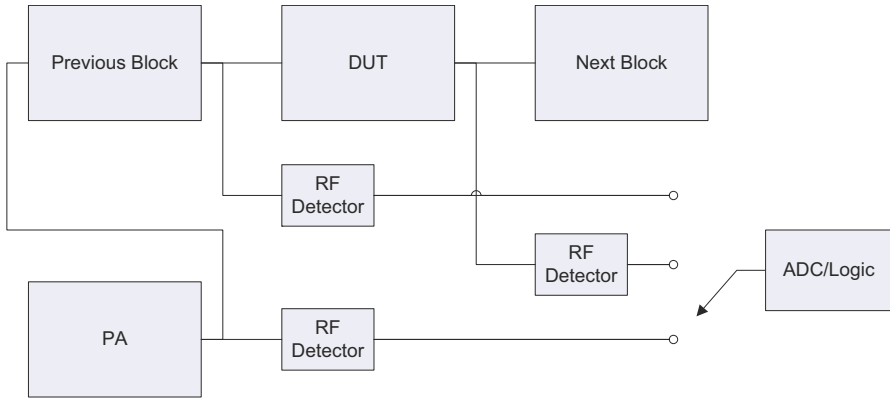 Previous Block
DUT
Next Block
RF
Detector
RF
Detector
ADC/Logic
PA
RF
Detector